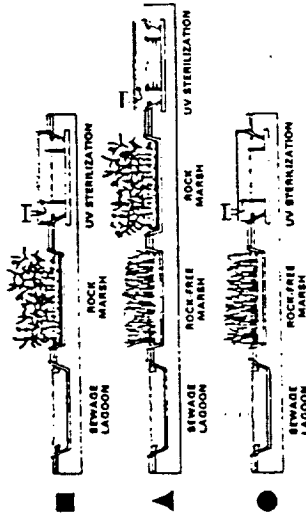 SEWAGE
LAGOON
ROCK
MARSH
UV STERILIZATION
SEWAGE
LAGOON
ROCK-FREE
MARSH
ROCK
MARSH
UV STERILIZATION
SEWAGE
LAGOON
ROCK-FREE
MARSH
UV STERILIZATION